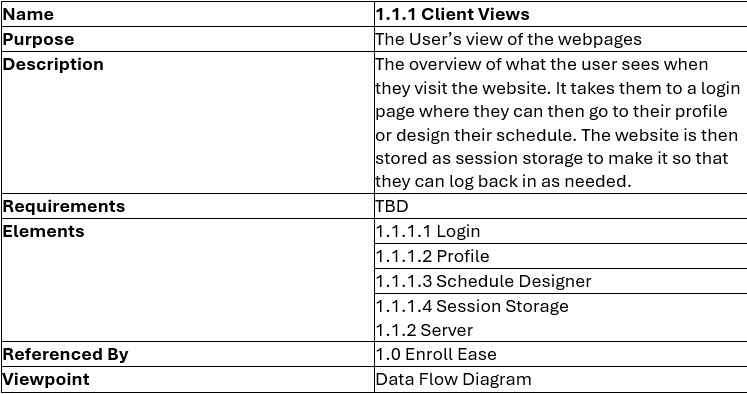 Name
1.1.1 Client Views
Purpose
The User’s view of the webpages
Description
The overview of what the user sees when
they visit the website. It takes them to a login
page where they can then go to their profile
or design their schedule. The website is then
stored as session storage to make it so that
they can log back in as needed.
Requirements
TBD
Elements
1.1.1.1 Login
1.1.1.2 Profile
1.1.1.3 Schedule Designer
1.1.1.4 Session Storage
1.1.2 Server
Referenced By
1.0 Enroll Ease
Viewpoint
Data Flow Diagram